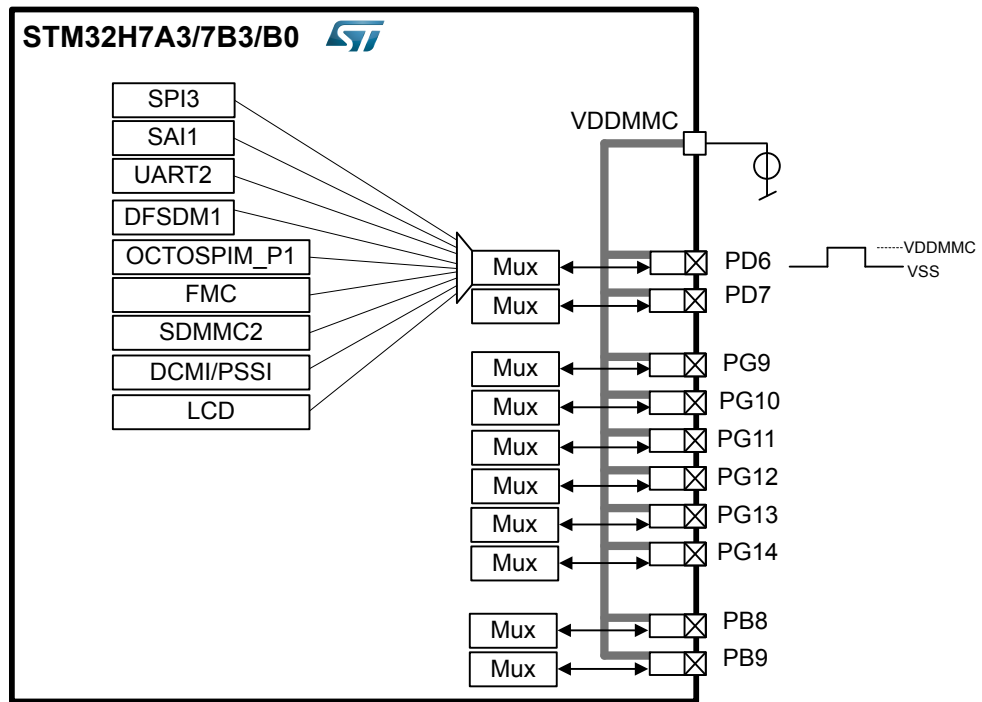 STM32H7A3/7B3/B0
SPI3
SAI1
UART2
DFSDM1
OCTOSPIM_P1
FMC
SDMMC2
DCMI/PSSI
LCD
VDDMMC
Mux PD6
VDDMMC
VSS
Mux PD7
Mux PG9
Mux PG10
Mux PG11
Mux PG12
Mux PG13
Mux PG14
Mux PB8
Mux PB9